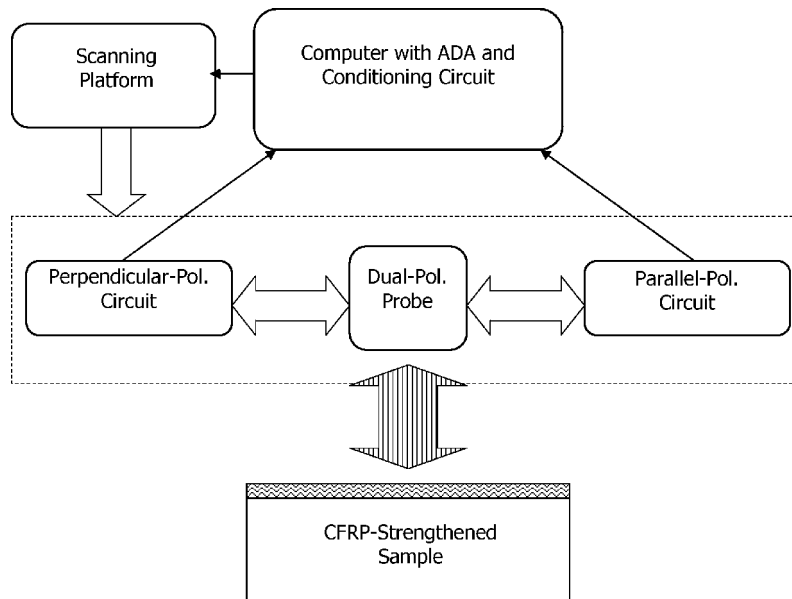 Scanning
Platform
Computer with ADA and
Conditioning Circuit
Perpendicular-Pol.
Circuit
Dual-Pol.
Probe
Parallel-Pol.
Circuit
CFRP-Strengthened
Sample